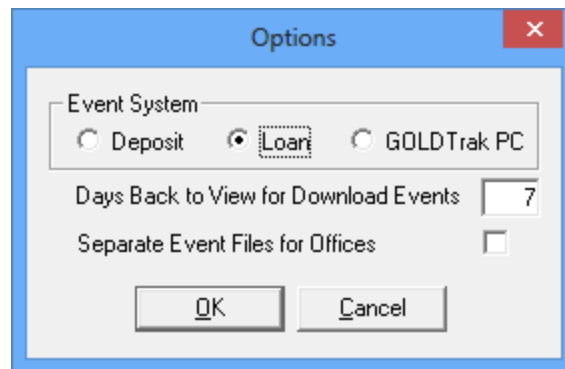 Options
Event System
Deposit Loan GOLDTrak PC
Days Back to View for Download Events 7
Separate Event Files for Offices
OK Cancel